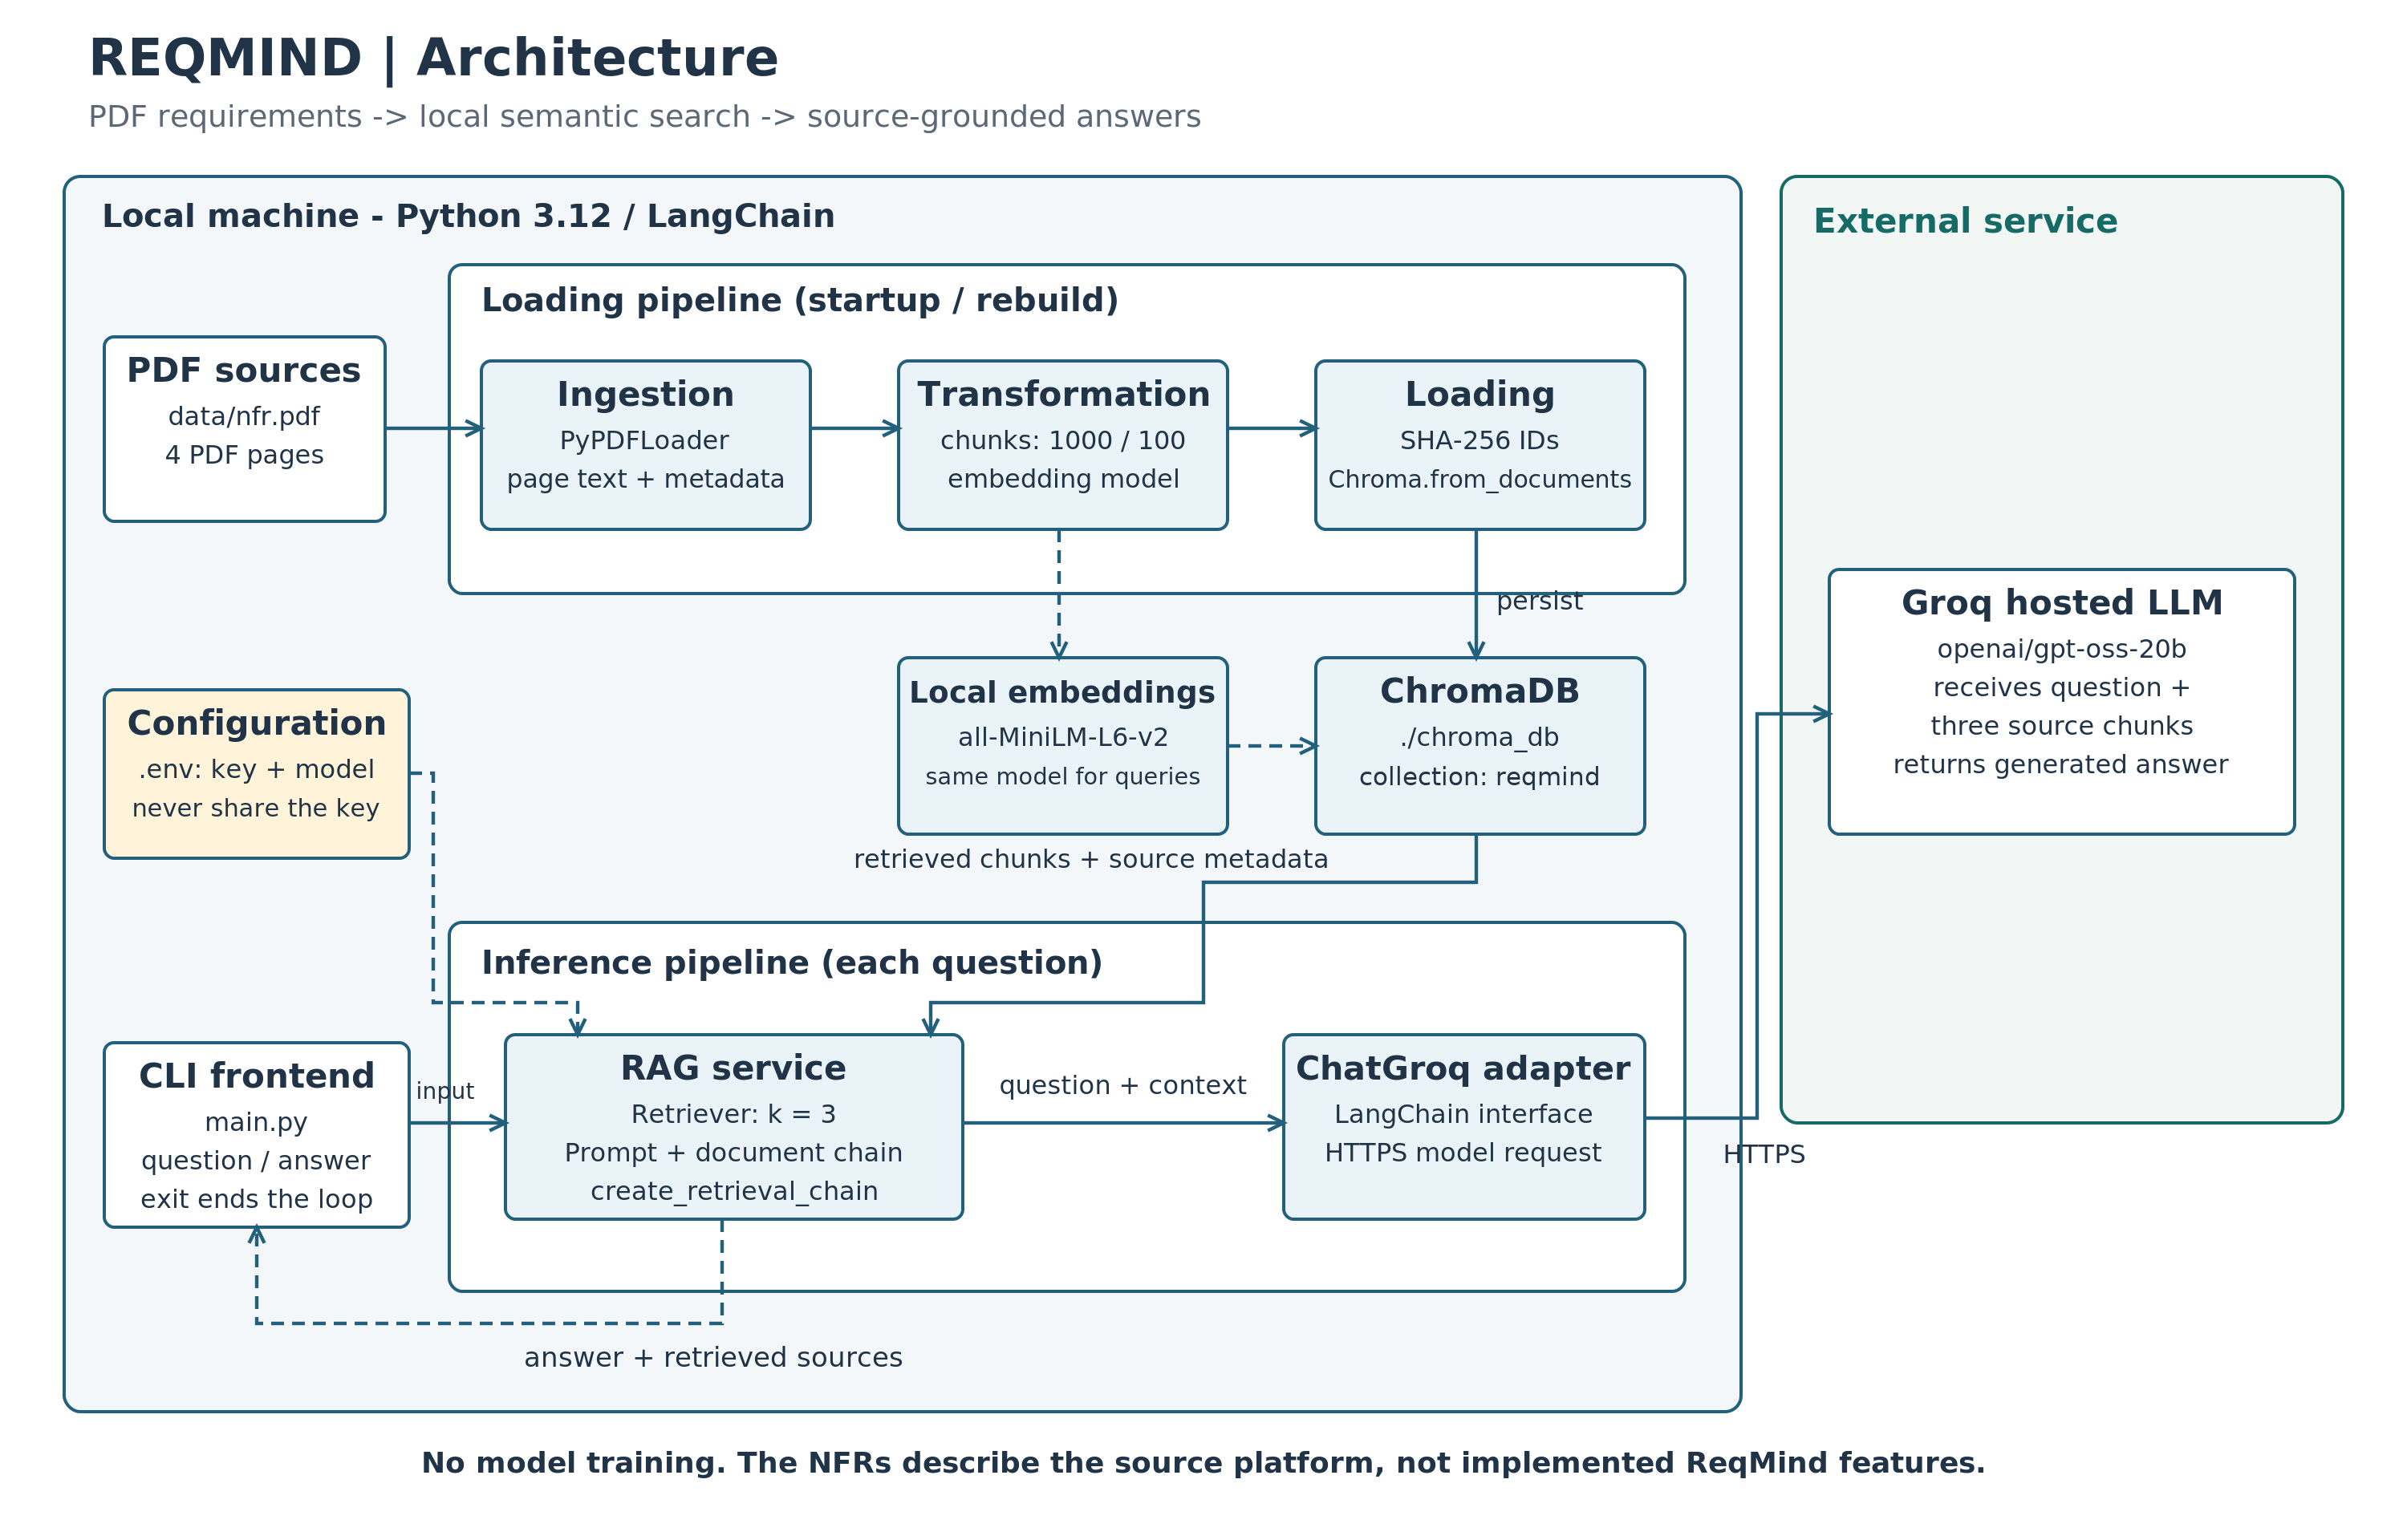 REQMIND | Architecture
PDF requirements -> local semantic search -> source-grounded answers
Local machine - Python 3.12 / LangChain
External service
Loading pipeline (startup / rebuild)
PDF sources
data/nfr.pdf
4 PDF pages
Ingestion
PyPDFLoader
page text + metadata
Transformation
chunks: 1000 / 100
embedding model
Loading
SHA-256 IDs
Chroma.from_documents
persist
Groq hosted LLM
openai/gpt-oss-20b
receives question +
three source chunks
returns generated answer
Configuration
.env: key + model
never share the key
Local embeddings
all-MiniLM-L6-v2
same model for queries
ChromaDB
./chroma_db
collection: reqmind
retrieved chunks + source metadata
Inference pipeline (each question)
CLI frontend
main.py
question / answer
exit ends the loop
input
RAG service
Retriever: k = 3
Prompt + document chain
create_retrieval_chain
question + context
ChatGroq adapter
LangChain interface
HTTPS model request
HTTPS
answer + retrieved sources
No model training. The NFRs describe the source platform, not implemented ReqMind features.